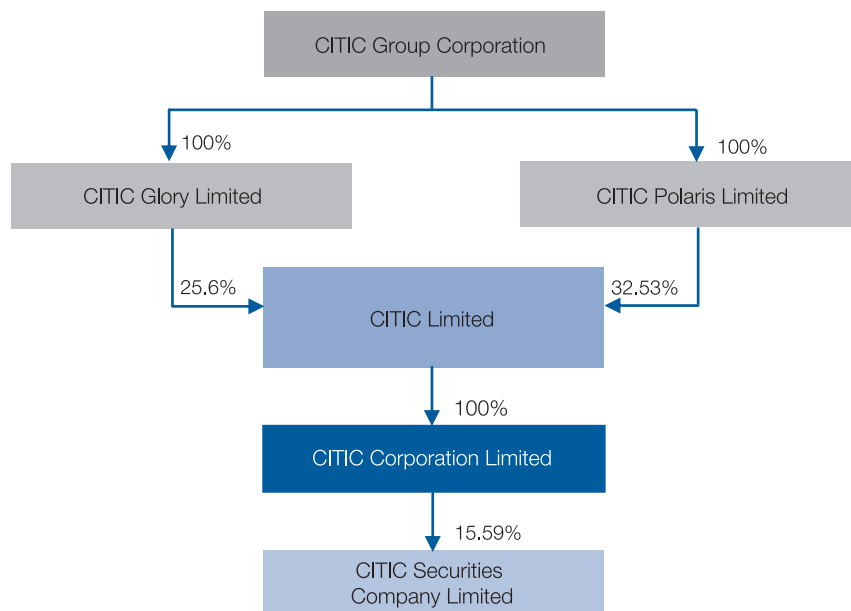 CITIC Group Corporation
100%
100%
CITIC Glory Limited
CITIC Polaris Limited
25.6%
32.53%
CITIC Limited
100%
CITIC Corporation Limited
15.59%
CITIC Securities
Company Limited